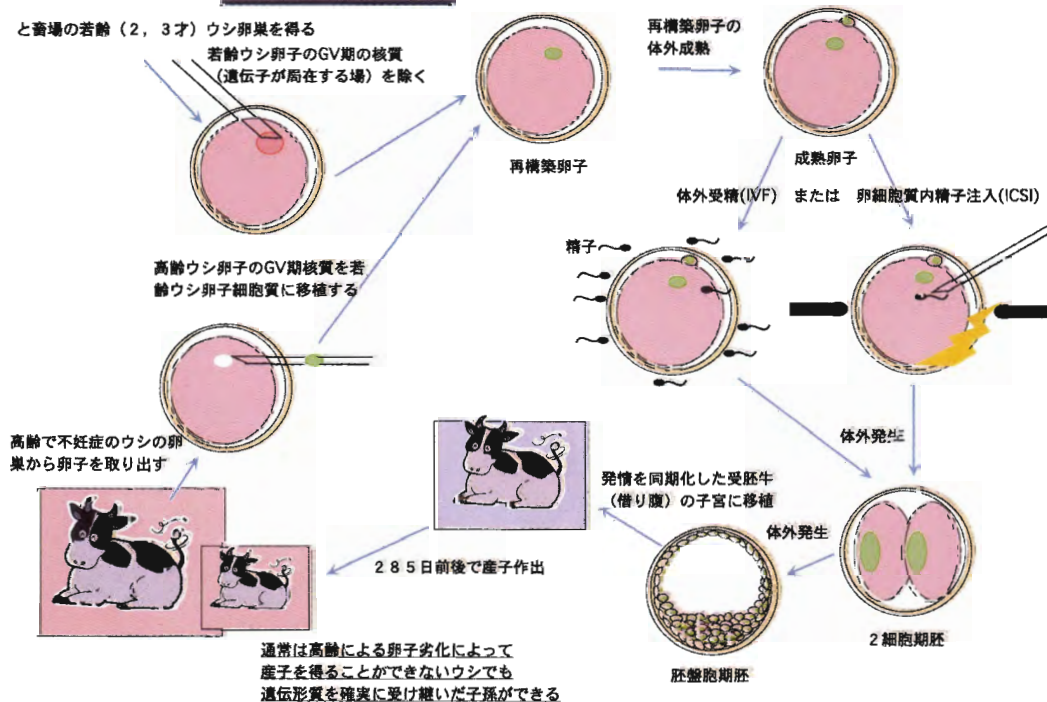 と畜場の若齢（２，３才）ウシ卵巣を得る
若齢ウシ卵子のGV期の核質
（遺伝子が局在する場）を除く
再構築卵子
再構築卵子の
体外成熟
成熟卵子
体外受精(IVF)　または　卵細胞質内精子注入(ICSI)
精子
高齢ウシ卵子のGV期核質を若
齢ウシ卵子細胞質に移植する
高齢で不妊症のウシの卵
巣から卵子を取り出す
体外発生
２細胞期胚
体外発生
胚盤胞期胚
発情を同期化した受胚牛
（借り腹）の子宮に移植
２８５日前後で産子作出
通常は高齢による卵子劣化によって
産子を得ることができないウシでも
遺伝形質を確実に受け継いだ子孫ができる